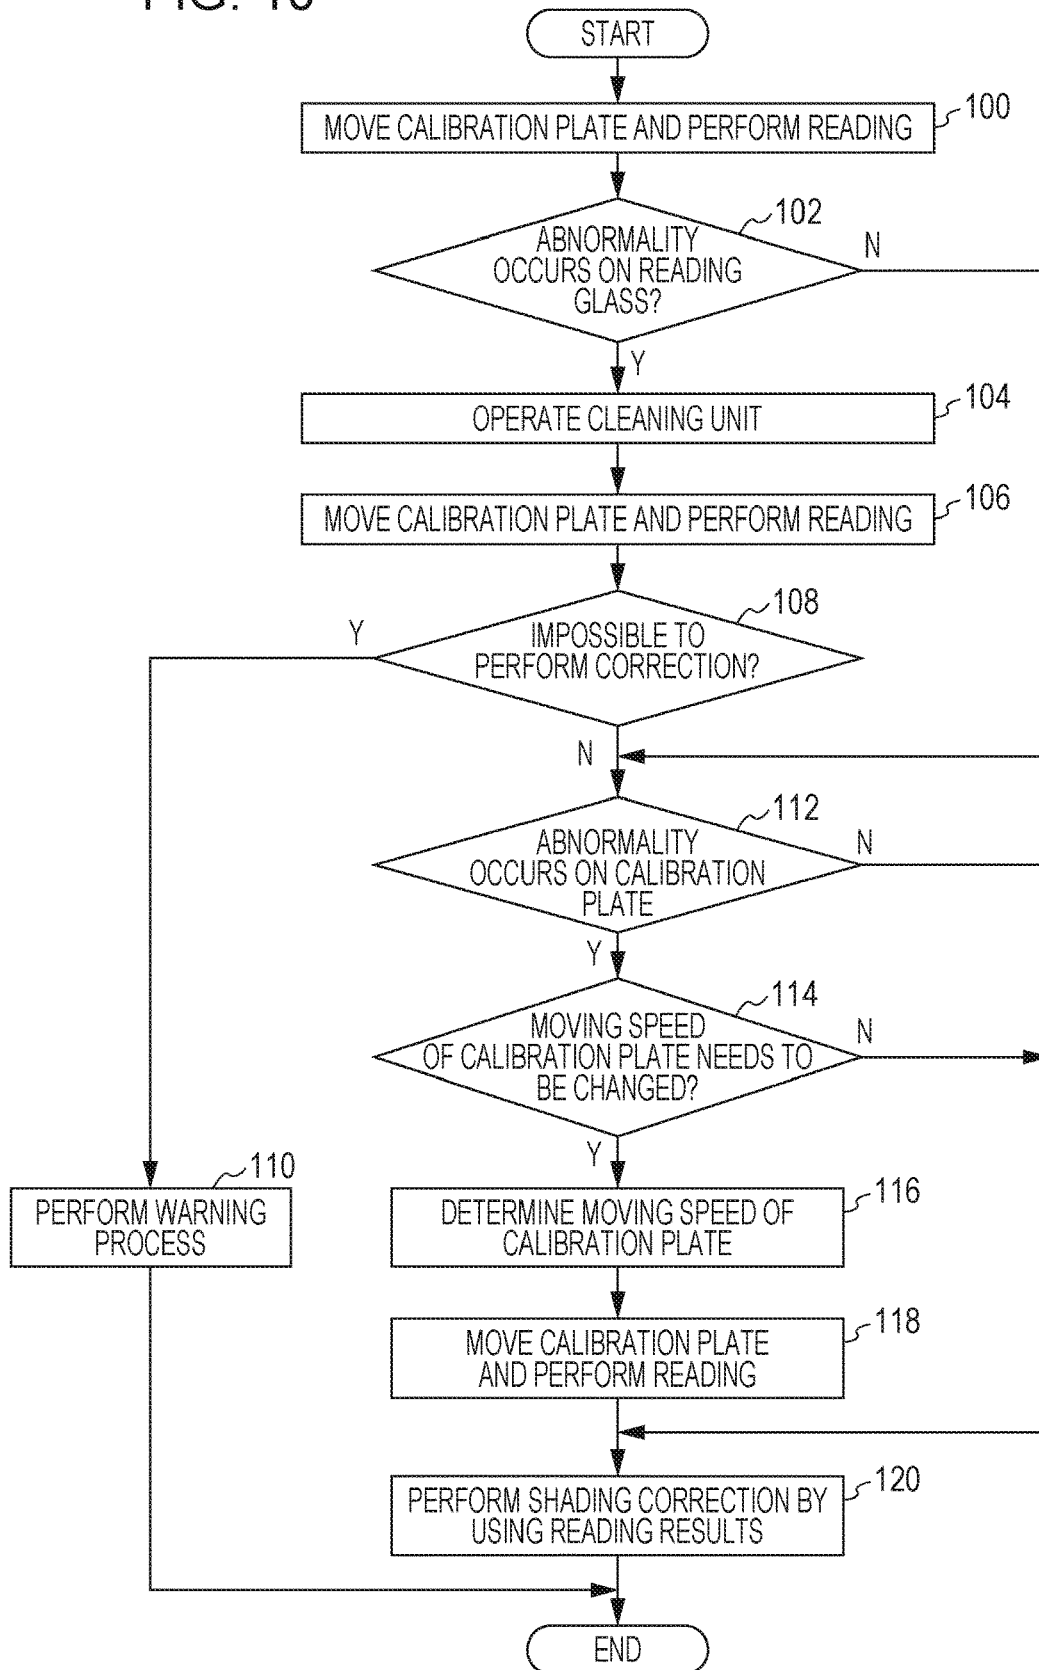 START
MOVE CALIBRATION PLATE AND PERFORM READING
100
102
ABNORMALITY
OCCURS ON READING
GLASS?
N
Y
OPERATE CLEANING UNIT
104
MOVE CALIBRATION PLATE AND PERFORM READING
106
108
IMPOSSIBLE TO
PERFORM CORRECTION?
Y
N
112
ABNORMALITY
OCCURS ON CALIBRATION
PLATE
N
Y
114
MOVING SPEED
OF CALIBRATION PLATE NEEDS TO
BE CHANGED?
N
Y
110
PERFORM WARNING
PROCESS
116
DETERMINE MOVING SPEED OF
CALIBRATION PLATE
118
MOVE CALIBRATION PLATE
AND PERFORM READING
120
PERFORM SHADING CORRECTION BY
USING READING RESULTS
END